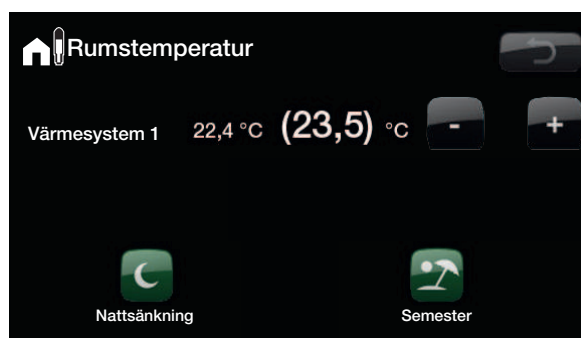 Rumstemperatur
Värmesystem 1 22,4 °C (23,5) °C - +
Nattsänkning Semester